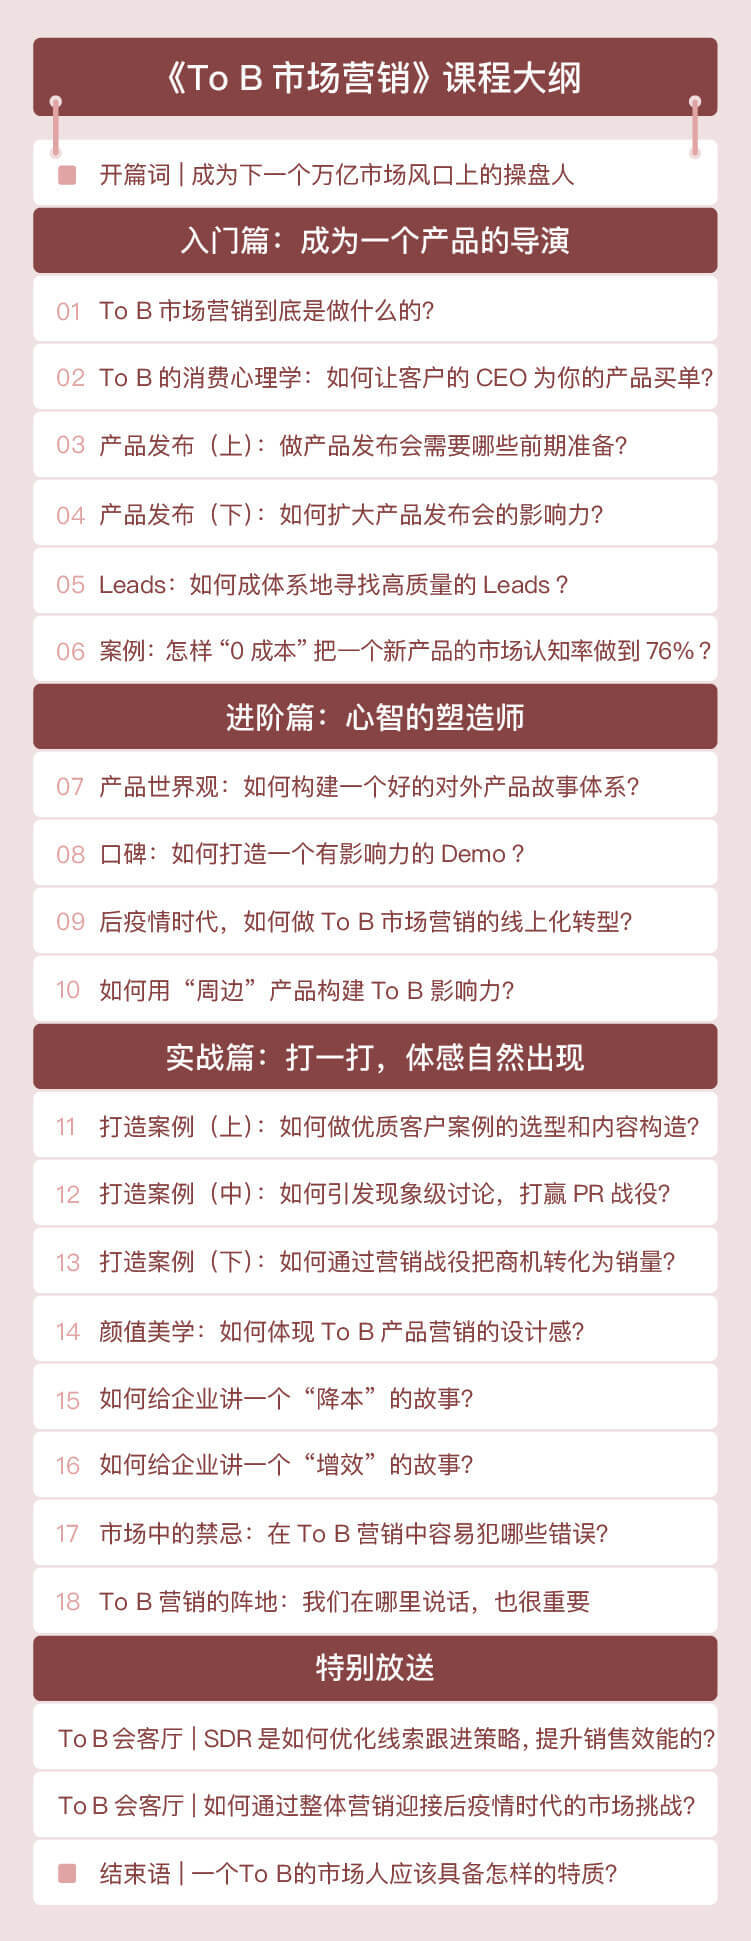 《To B 市场营销》课程大纲
开篇词 | 成为下一个万亿市场风口上的操盘人
入门篇：成为一个产品的导演
01 To B 市场营销到底是做什么的？
02 To B 的消费心理学：如何让客户的 CEO 为你的产品买单？
03 产品发布（上）：做产品发布会需要哪些前期准备？
04 产品发布（下）：如何扩大产品发布会的影响力？
05 Leads：如何成体系地寻找高质量的 Leads？
06 案例：怎样 “0 成本” 把一个新产品的市场认知率做到 76%？
进阶篇：心智的塑造师
07 产品世界观：如何构建一个好的对外产品故事体系？
08 口碑：如何打造一个有影响力的 Demo？
09 后疫情时代，如何做 To B 市场营销的线上化转型？
10 如何用“周边”产品构建 To B 影响力？
实战篇：打一打，体感自然出现
11 打造案例（上）：如何做优质客户案例的选型和内容构造？
12 打造案例（中）：如何引发现象级讨论，打赢 PR 战役？
13 打造案例（下）：如何通过营销战役把商机转化为销量？
14 颜值美学：如何体现 To B 产品营销的设计感？
15 如何给企业讲一个“降本”的故事？
16 如何给企业讲一个“增效”的故事？
17 市场中的禁忌：在 To B 营销中容易犯哪些错误？
18 To B 营销的阵地：我们在哪里说话，也很重要
特别放送
To B 会客厅 | SDR 是如何优化线索跟进策略，提升销售效能的？
To B 会客厅 | 如何通过整体营销迎接后疫情时代的市场挑战？
结束语 | 一个To B的市场人应该具备怎样的特质？